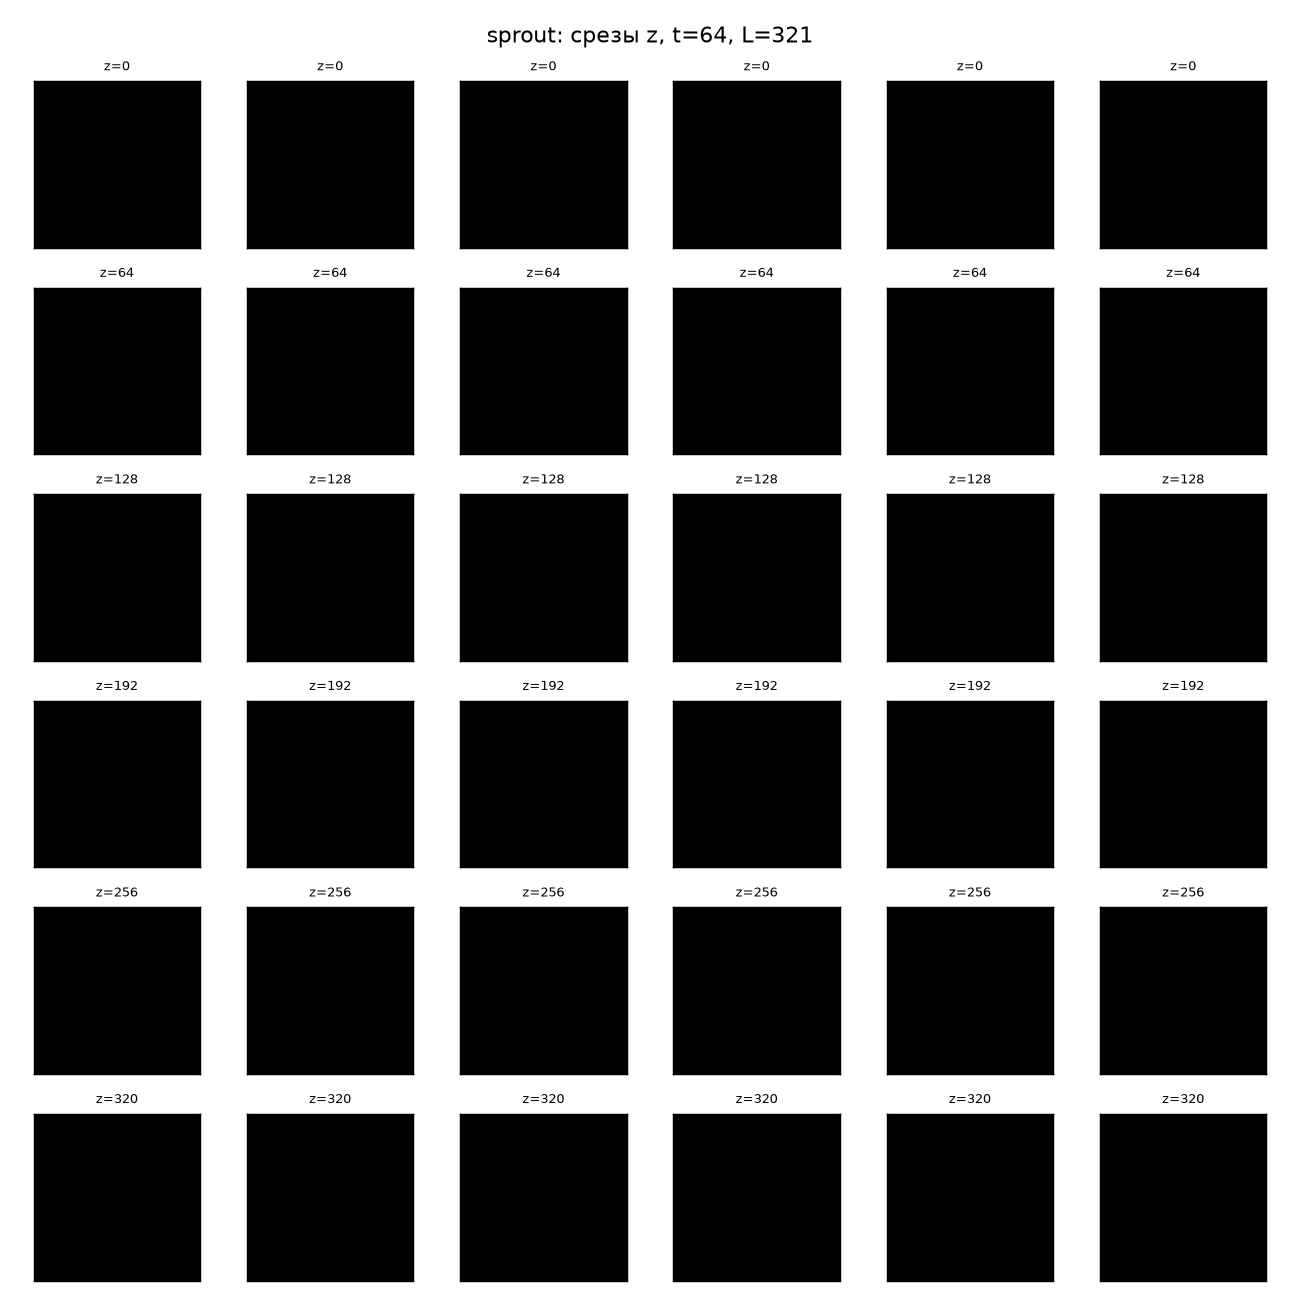 sprout: срезы z, t=64, L=321
z=0 z=0 z=0 z=0 z=0 z=0
z=64 z=64 z=64 z=64 z=64 z=64
z=128 z=128 z=128 z=128 z=128 z=128
z=192 z=192 z=192 z=192 z=192 z=192
z=256 z=256 z=256 z=256 z=256 z=256
z=320 z=320 z=320 z=320 z=320 z=320